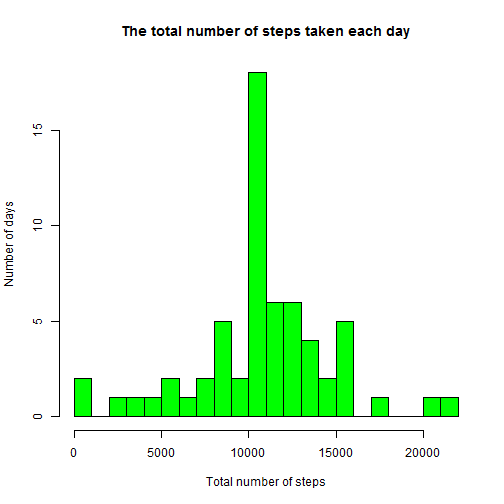 The total number of steps taken each day
Number of days
15
10
5
0
0 5000 10000 15000 20000
Total number of steps